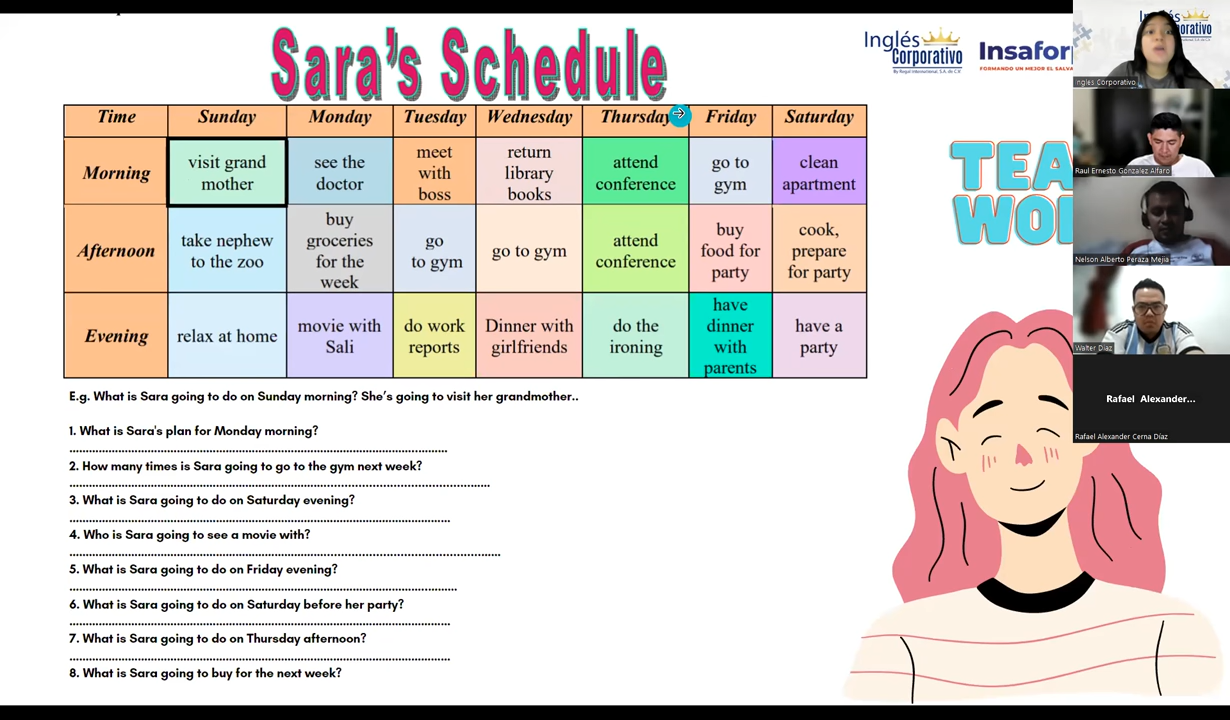 Sara's Schedule
Inglés
Corporativo
By Regal International, S.A. de C.V.
Insafor
FORMANDO UN MEJOR EL SALVA
Inglés
Ingles Corporativo
Raul Ernesto Gonzalez Alfaro
Nelson Alberto Peraza Mejia
Walter Diaz
Rafael Alexander...
Rafael Alexander Cerna Díaz
Time Sunday Monday Tuesday Wednesday Thursday Friday Saturday
Morning
visit grand
mother
see the
doctor
meet
with
boss
return
library
books
attend
conference
go to
gym
clean
apartment
Afternoon
take nephew
to the zoo
buy
groceries
for the
week
go
to gym
go to gym
attend
conference
buy
food for
party
cook,
prepare
for party
Evening
relax at home
movie with
Sali
do work
reports
Dinner with
girlfriends
do the
ironing
have
dinner
with
parents
have a
party
TEA
WO
E.g. What is Sara going to do on Sunday morning? She's going to visit her grandmother..
1. What is Sara's plan for Monday morning?
2. How many times is Sara going to go to the gym next week?
3. What is Sara going to do on Saturday evening?
4. Who is Sara going to see a movie with?
5. What is Sara going to do on Friday evening?
6. What is Sara going to do on Saturday before her party?
7. What is Sara going to do on Thursday afternoon?
8. What is Sara going to buy for the next week?